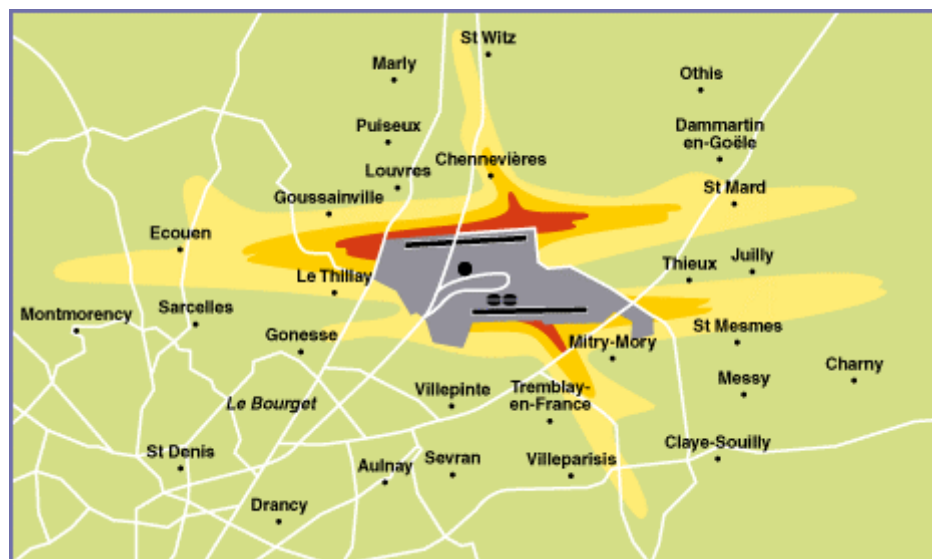 St Witz
Marly
Othis
Puiseux
Dammartin
en-Goële
Chennevières
Louvres
St Mard
Goussainville
Ecouen
Juilly
Thieux
Le Thillay
Sarcelles
Montmorency
St Mesmes
Gonesse
Mitry-Mory
Charny
Messy
Villepinte
Tremblay-
en-France
Le Bourget
St Denis
Claye-Souilly
Aulnay
Sevran
Villeparisis
Drancy